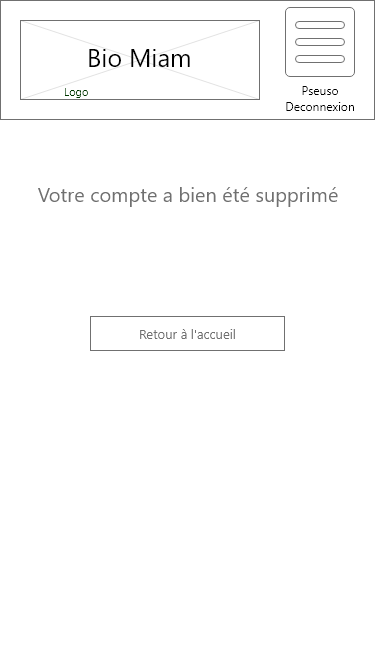 Bio Miam
Logo
Pseuso
Deconnexion
Votre compte a bien été supprimé
Retour à l'accueil